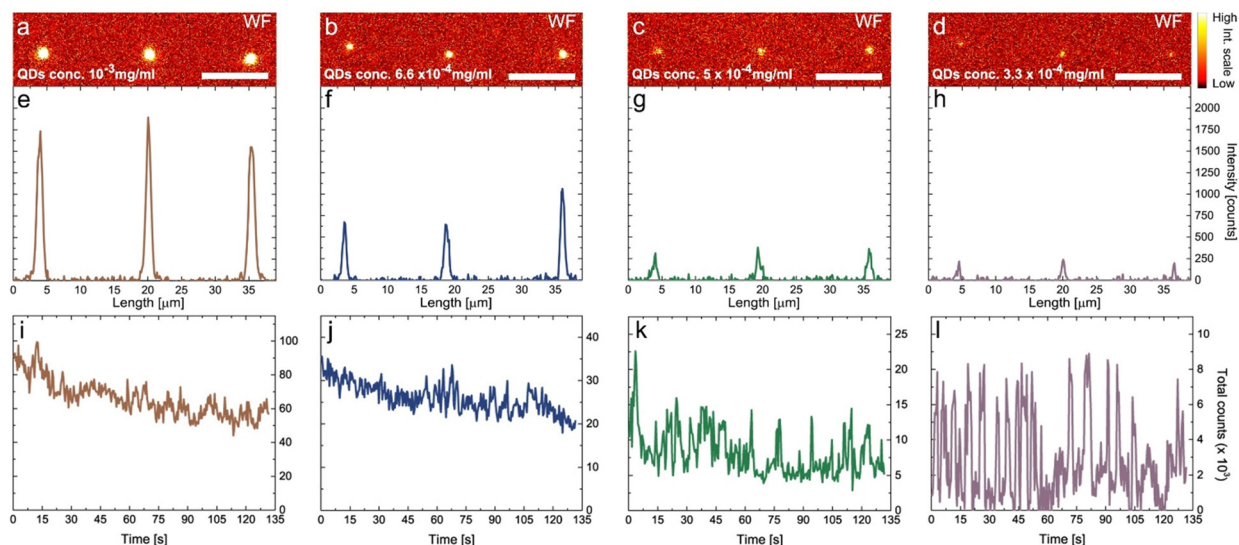 a WF b WF c WF d WF High
QDs conc. 10⁻³mg/ml QDs conc. 6.6 x10⁻⁴mg/ml QDs conc. 5 x10⁻⁴mg/ml QDs conc. 3.3 x 10⁻⁴mg/ml Int. scale
Low
e f g h
2000
1750
1500
1250
1000
750
500
250
0
Intensity [counts]
0 5 10 15 20 25 30 35 0 5 10 15 20 25 30 35 0 5 10 15 20 25 30 35 0 5 10 15 20 25 30 35
Length [µm] Length [µm] Length [µm] Length [µm]
i j k l
100
80
60
40
20
0
40
30
20
10
0
25
20
15
10
5
0
10
8
6
4
2
0
Total counts (x 10³)
0 15 30 45 60 75 90 105 120 135 0 15 30 45 60 75 90 105 120 135 0 15 30 45 60 75 90 105 120 135 0 15 30 45 60 75 90 105 120 135
Time [s] Time [s] Time [s] Time [s]